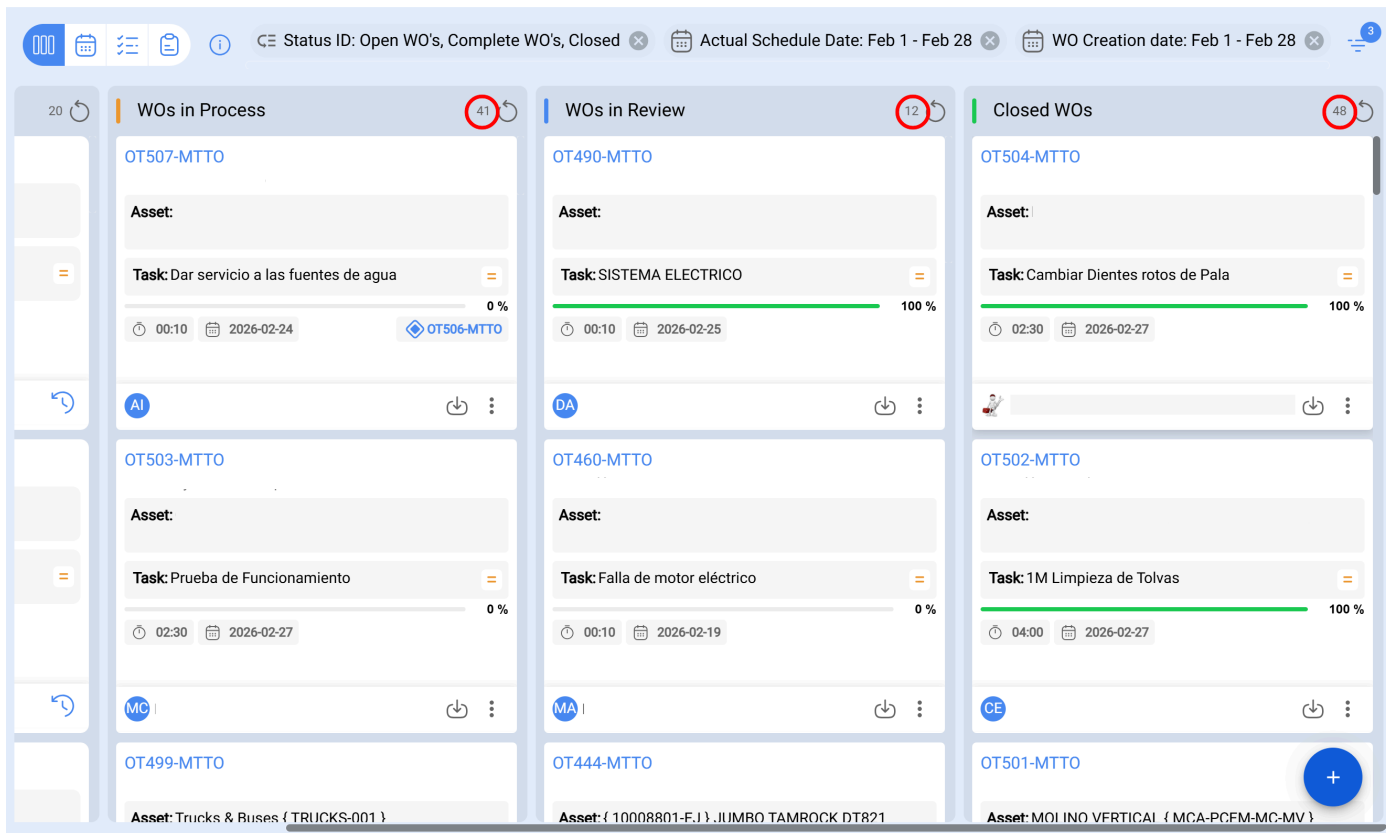 Status ID: Open WO's, Complete WO's, Closed
Actual Schedule Date: Feb 1 - Feb 28
WO Creation date: Feb 1 - Feb 28
3
20
WOs in Process
41
WOs in Review
12
Closed WOs
48
OT507-MTTO
Asset:
Task: Dar servicio a las fuentes de agua
=
0 %
00:10
2026-02-24
OT506-MTTO
AI
OT490-MTTO
Asset:
Task: SISTEMA ELECTRICO
=
100 %
00:10
2026-02-25
DA
OT504-MTTO
Asset:
Task: Cambiar Dientes rotos de Pala
=
100 %
02:30
2026-02-27
=
OT503-MTTO
Asset:
Task: Prueba de Funcionamiento
=
0 %
02:30
2026-02-27
MC
OT460-MTTO
Asset:
Task: Falla de motor eléctrico
=
0 %
00:10
2026-02-19
MA
OT502-MTTO
Asset:
Task: 1M Limpieza de Tolvas
=
100 %
04:00
2026-02-27
CE
=
OT499-MTTO
Asset: Trucks & Buses { TRUCKS-001 }
OT444-MTTO
Asset: { 10008801-EJ } JUMBO TAMROCK DT821
OT501-MTTO
Asset: MOLINO VERTICAL { MCA-PCEM-MC-MV }
+